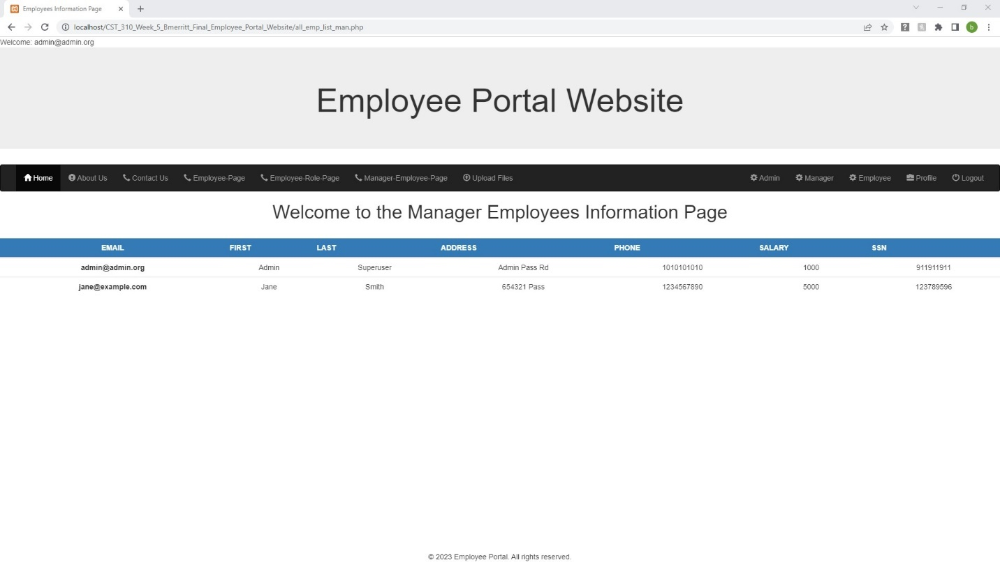 Employees Information Page
localhost/CST_310_Week_5_Bmerritt_Final_Employee_Portal_Website/all_emp_list_man.php
b
Welcome: admin@admin.org
Employee Portal Website
Home About Us Contact Us Employee-Page Employee-Role-Page Manager-Employee-Page Upload Files Admin Manager Employee Profile Logout
Welcome to the Manager Employees Information Page
EMAIL FIRST LAST ADDRESS PHONE SALARY SSN
admin@admin.org Admin Superuser Admin Pass Rd 1010101010 1000 911911911
jane@example.com Jane Smith 654321 Pass 1234567890 5000 123789596
© 2023 Employee Portal. All rights reserved.